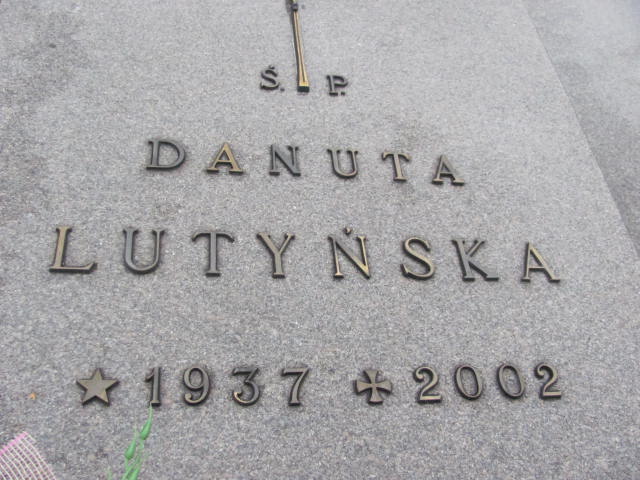 Ś. P.
DANUTA
LUTYŃSKA
1937 2002